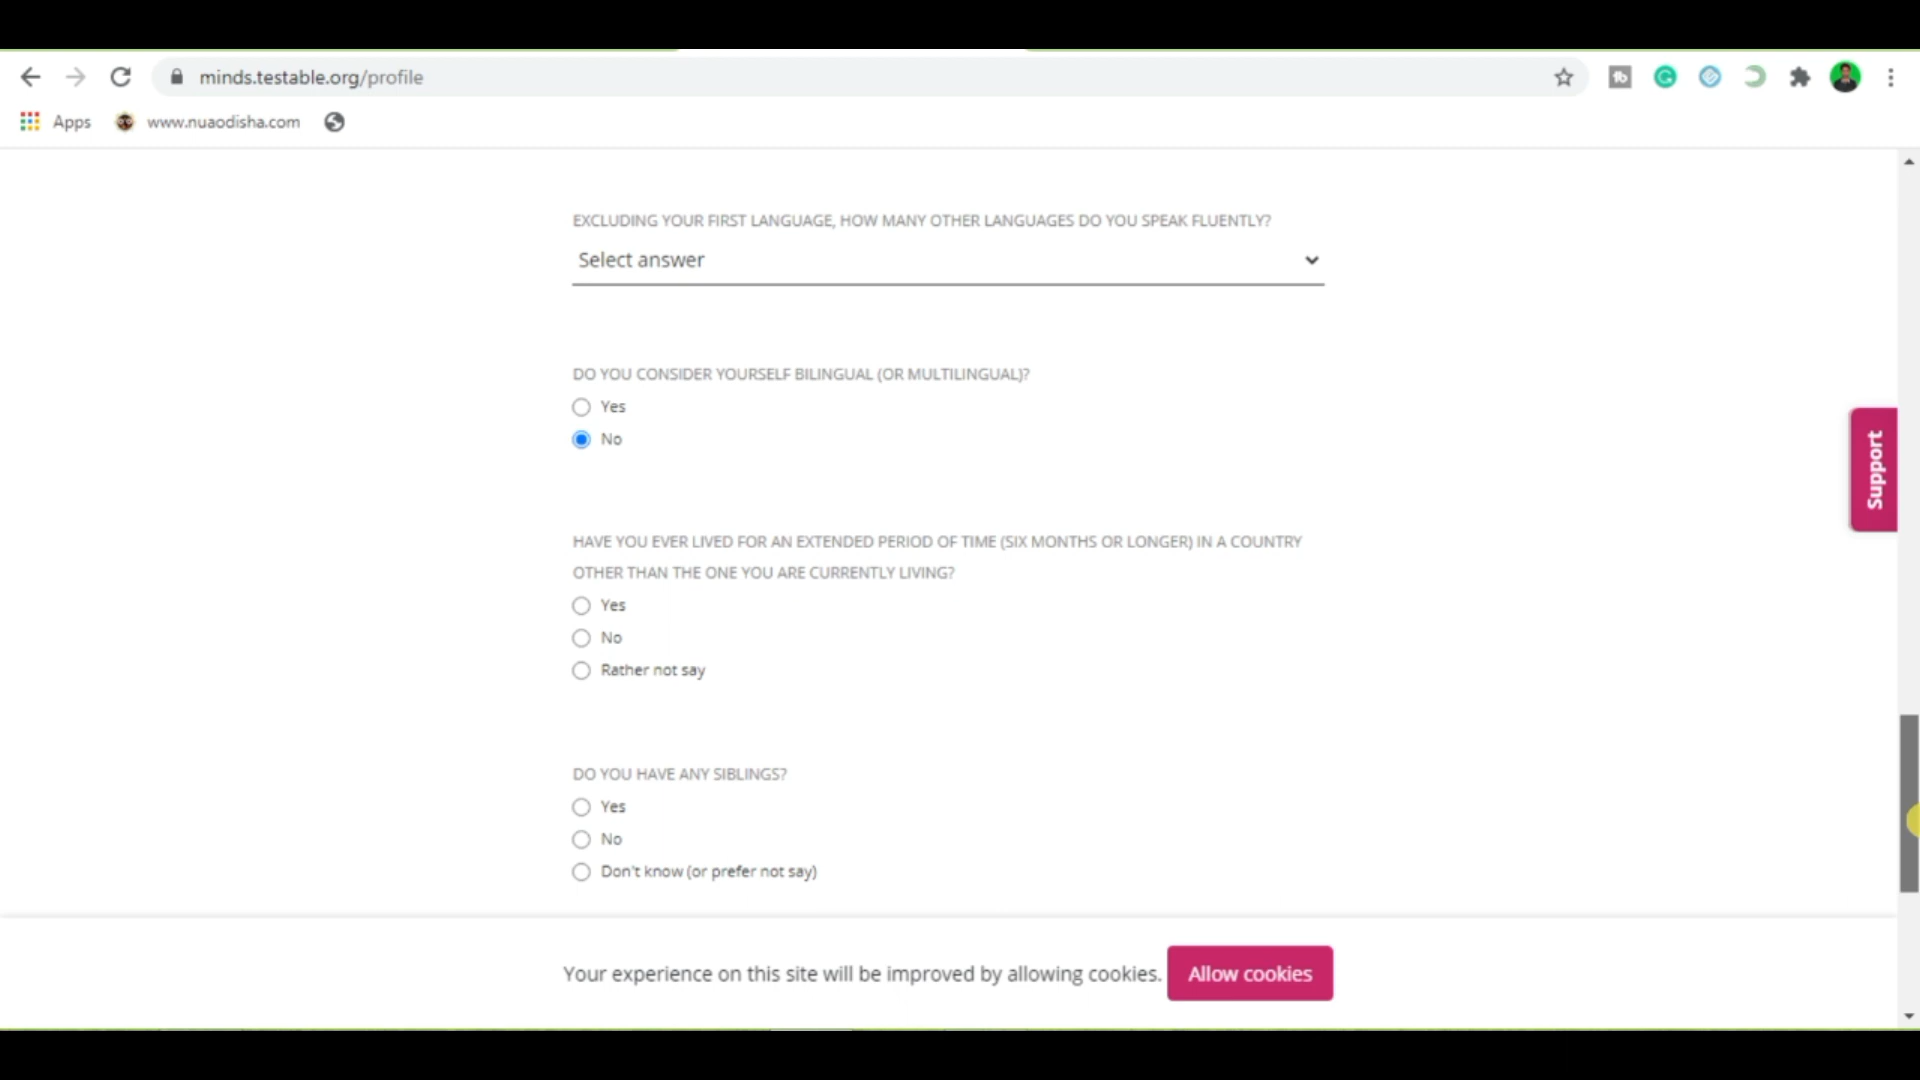 minds.testable.org/profile
Apps
www.nuaodisha.com
EXCLUDING YOUR FIRST LANGUAGE, HOW MANY OTHER LANGUAGES DO YOU SPEAK FLUENTLY?
Select answer
DO YOU CONSIDER YOURSELF BILINGUAL (OR MULTILINGUAL)?
Yes
No
Support
HAVE YOU EVER LIVED FOR AN EXTENDED PERIOD OF TIME (SIX MONTHS OR LONGER) IN A COUNTRY
OTHER THAN THE ONE YOU ARE CURRENTLY LIVING?
Yes
No
Rather not say
DO YOU HAVE ANY SIBLINGS?
Yes
No
Don't know (or prefer not say)
Your experience on this site will be improved by allowing cookies.
Allow cookies